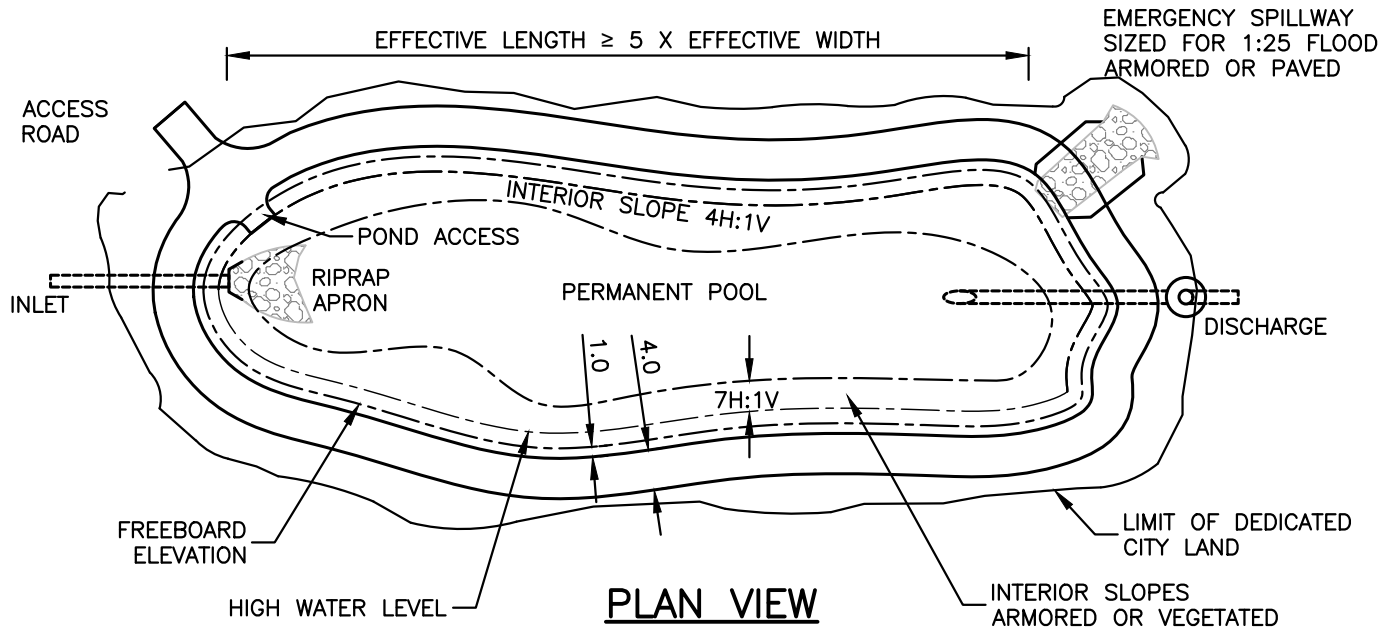 EFFECTIVE LENGTH ≥ 5 X EFFECTIVE WIDTH
EMERGENCY SPILLWAY
SIZED FOR 1:25 FLOOD
ARMORED OR PAVED
ACCESS
ROAD
INTERIOR SLOPE 4H:1V
POND ACCESS
RIPRAP
APRON
PERMANENT POOL
INLET
DISCHARGE
1.0
4.0
7H:1V
FREEBOARD
ELEVATION
LIMIT OF DEDICATED
CITY LAND
HIGH WATER LEVEL
PLAN VIEW
INTERIOR SLOPES
ARMORED OR VEGETATED